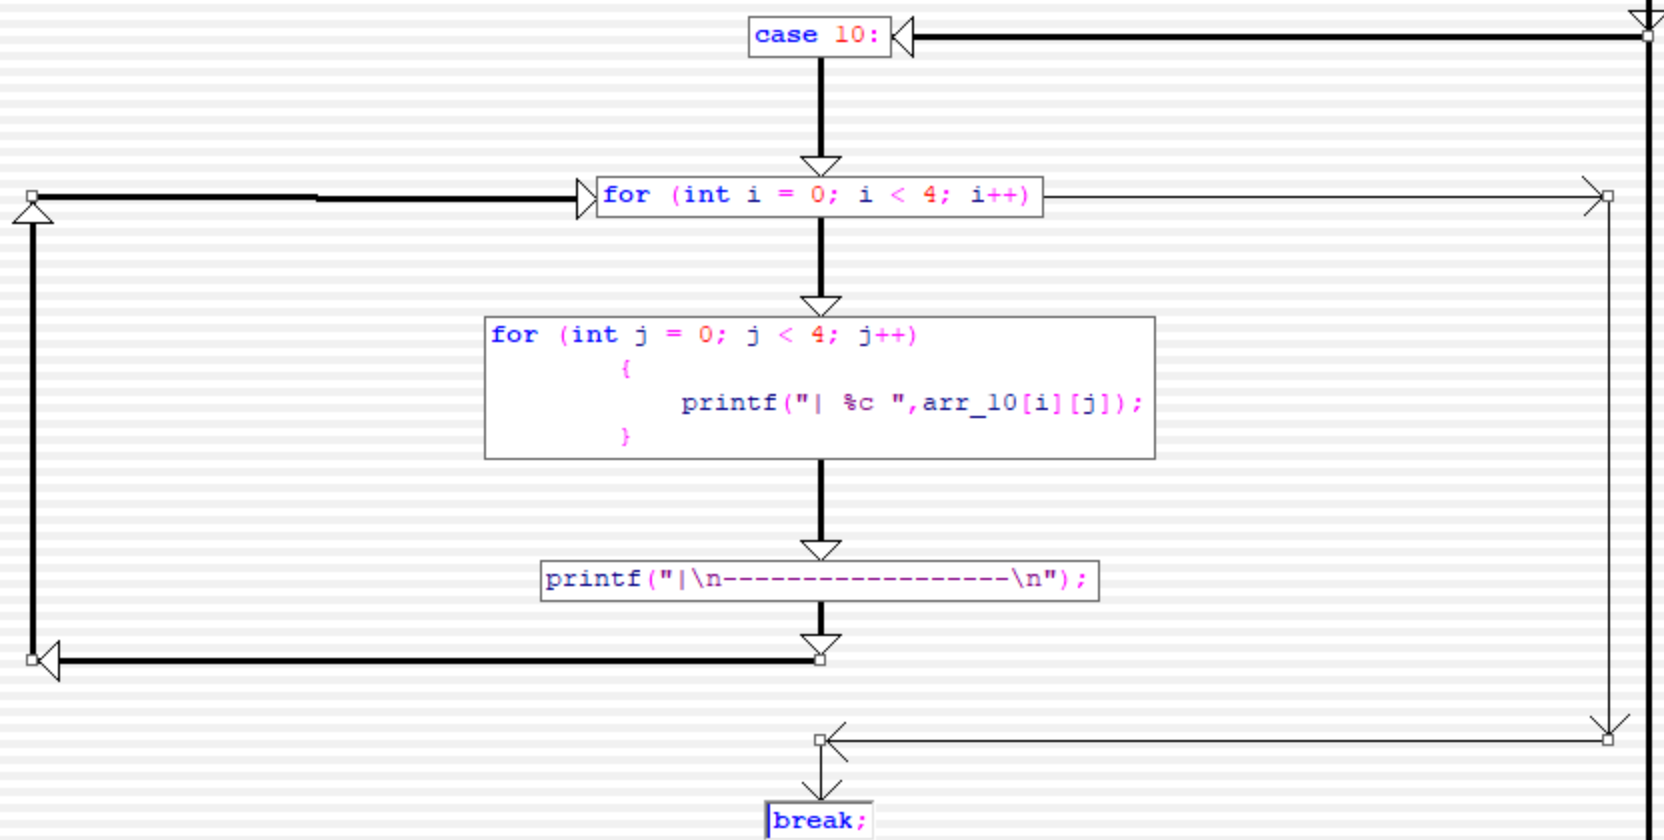 case 10:
for (int i = 0; i < 4; i++)
for (int j = 0; j < 4; j++)
{
printf("| %c ",arr_10[i][j]);
}
printf("|\n------------------\n");
break;